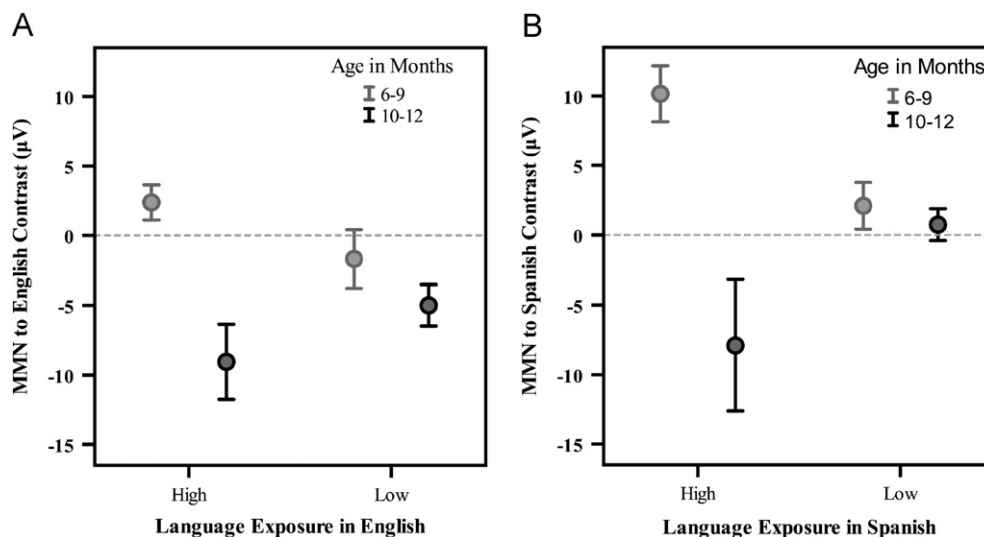 A
MMN to English Contrast (μV)
10
5
0
-5
-10
-15
Age in Months
6-9
10-12
High
Low
Language Exposure in English
B
MMN to Spanish Contrast (μV)
10
5
0
-5
-10
-15
Age in Months
6-9
10-12
High
Low
Language Exposure in Spanish